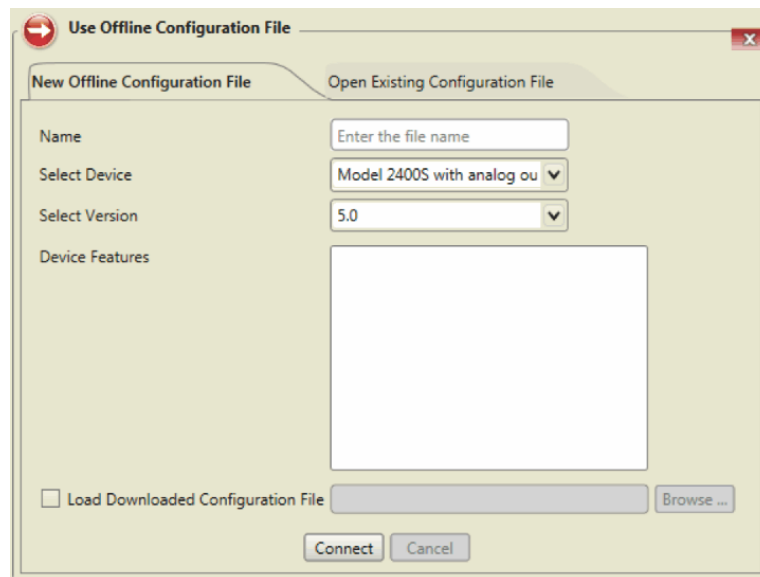 Use Offline Configuration File
New Offline Configuration File
Open Existing Configuration File
Name
Enter the file name
Select Device
Model 2400S with analog ou
Select Version
5.0
Device Features
Load Downloaded Configuration File
Browse ...
Connect
Cancel